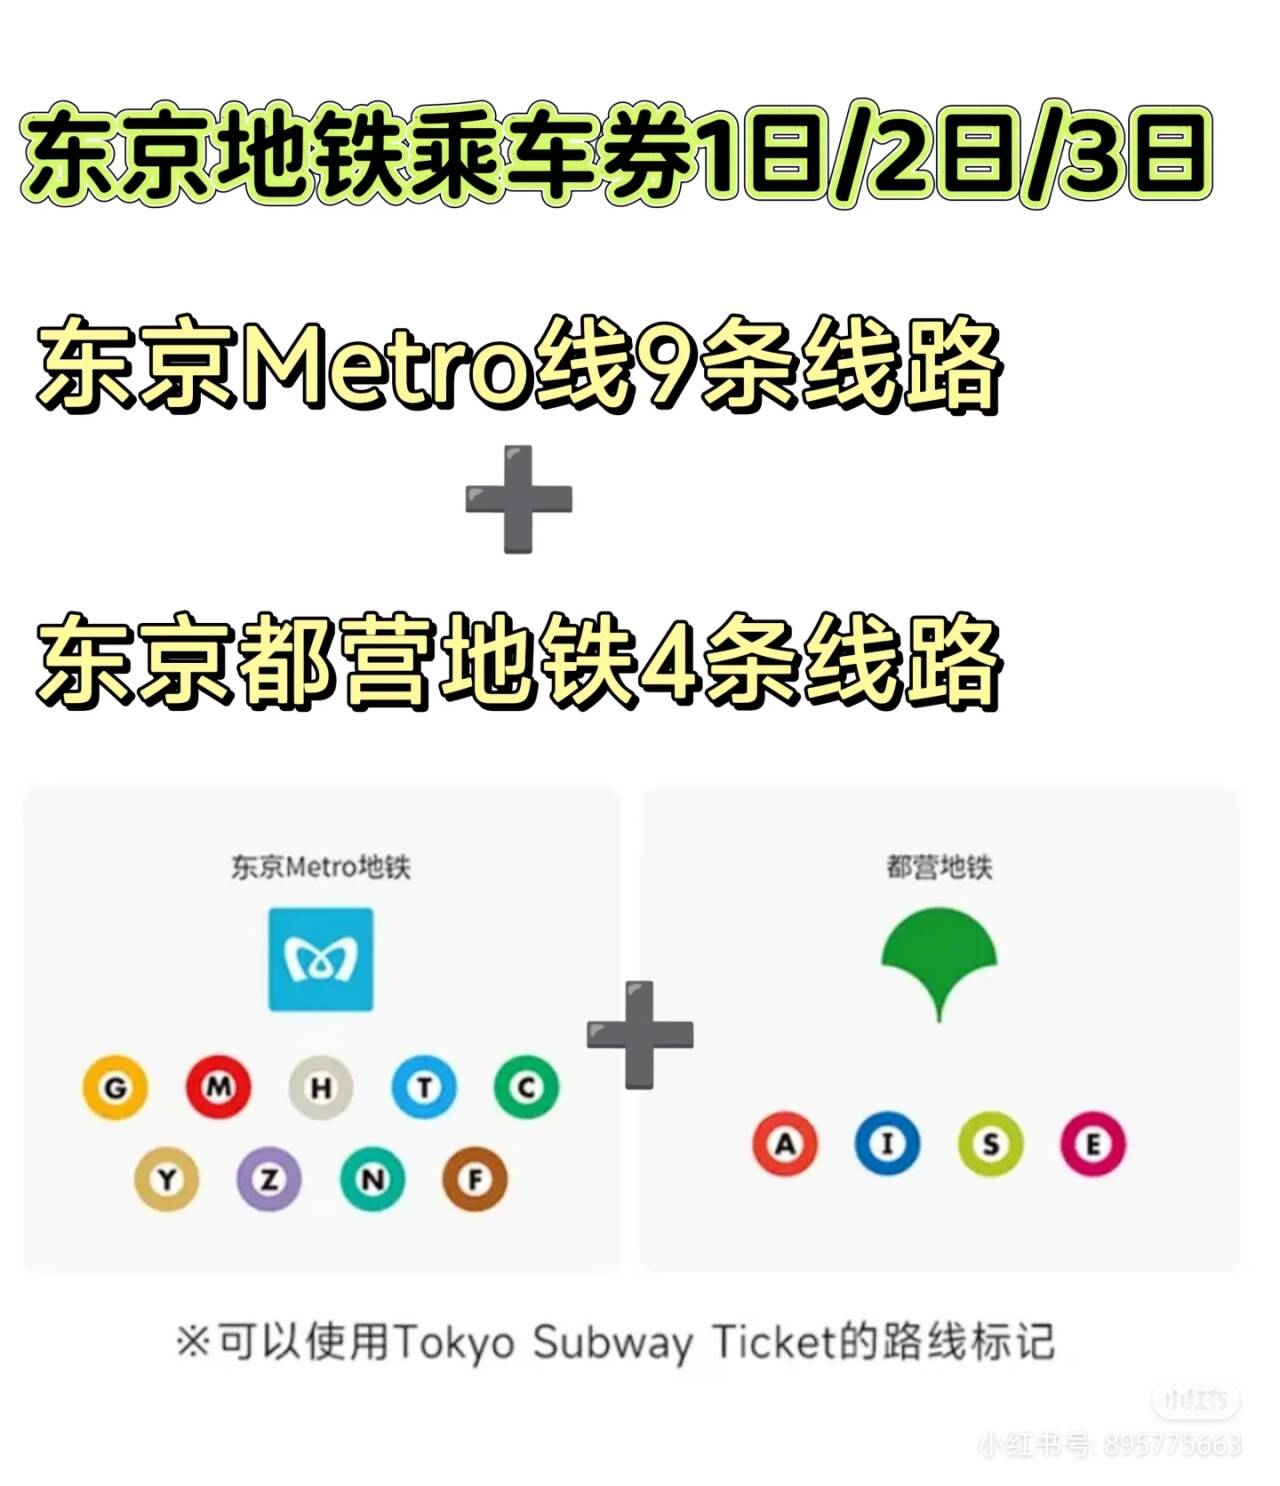 东京地铁乘车券1日/2日/3日
东京Metro线9条线路
东京都营地铁4条线路
东京Metro地铁
都营地铁
G M H T C
Y Z N F
A I S E
※可以使用Tokyo Subway Ticket的路线标记
小红书
小红书号: 895775663